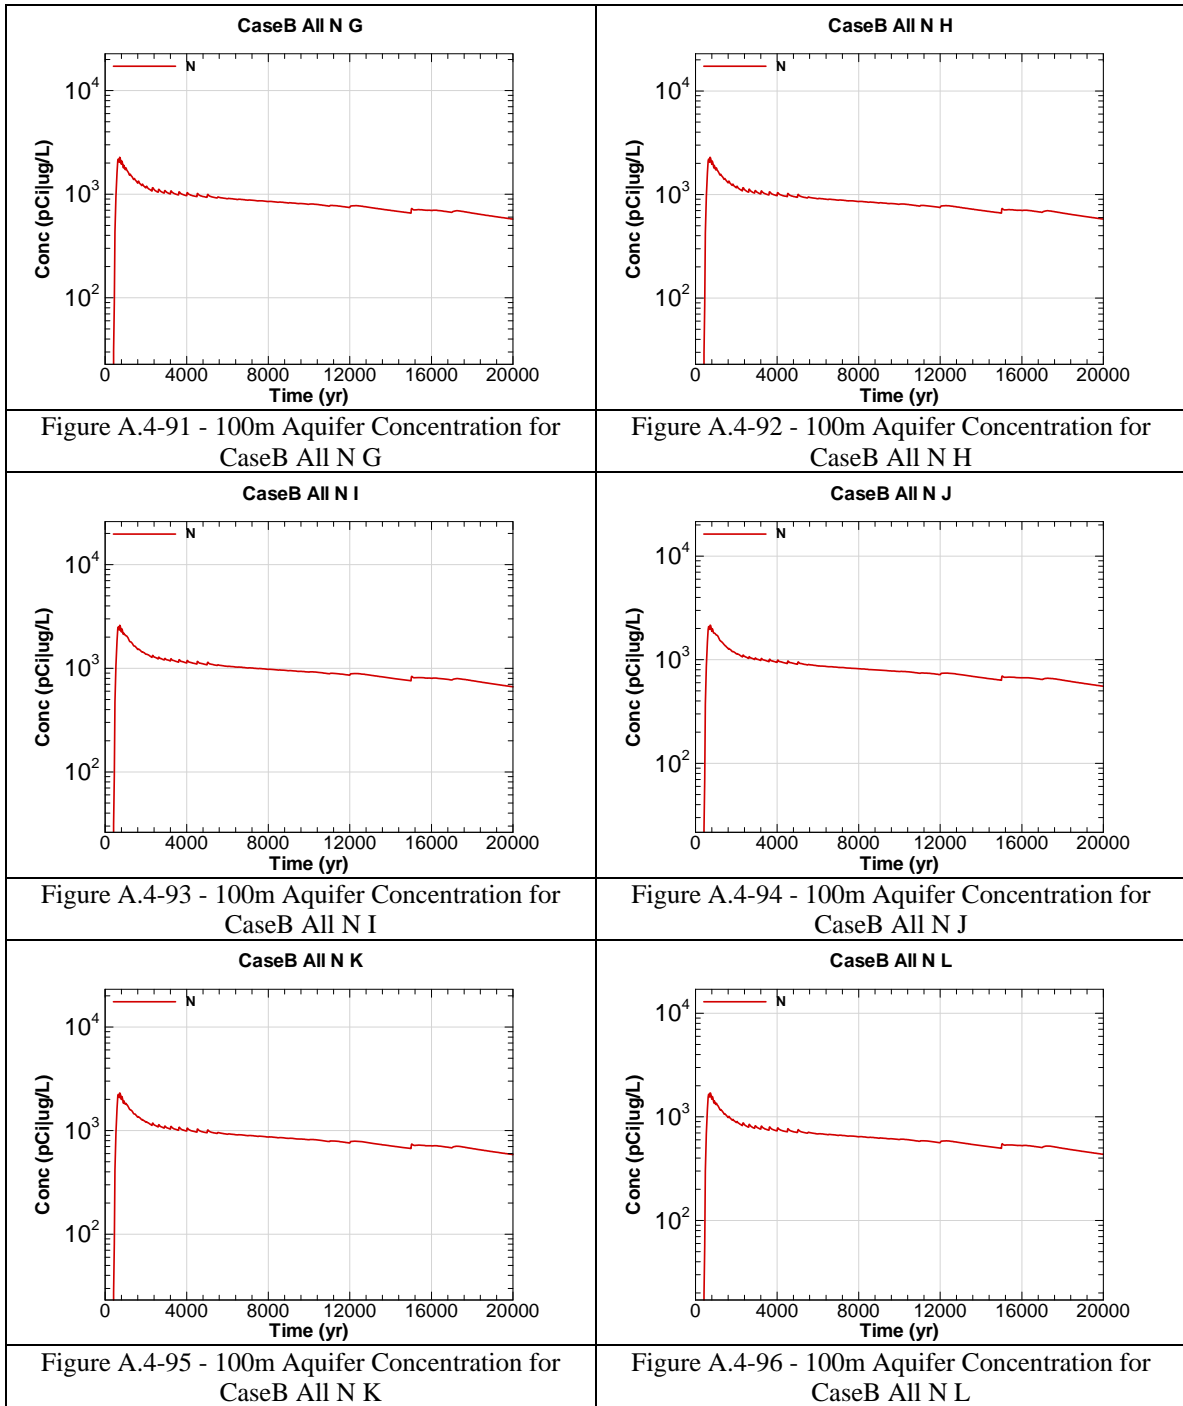 CaseB All N G
N
Conc (pCi|ug/L)
10^4
10^3
10^2
0 4000 8000 12000 16000 20000
Time (yr)
Figure A.4-91 - 100m Aquifer Concentration for
CaseB All N G
CaseB All N H
N
Conc (pCi|ug/L)
10^4
10^3
10^2
0 4000 8000 12000 16000 20000
Time (yr)
Figure A.4-92 - 100m Aquifer Concentration for
CaseB All N H
CaseB All N I
N
Conc (pCi|ug/L)
10^4
10^3
10^2
0 4000 8000 12000 16000 20000
Time (yr)
Figure A.4-93 - 100m Aquifer Concentration for
CaseB All N I
CaseB All N J
N
Conc (pCi|ug/L)
10^4
10^3
10^2
0 4000 8000 12000 16000 20000
Time (yr)
Figure A.4-94 - 100m Aquifer Concentration for
CaseB All N J
CaseB All N K
N
Conc (pCi|ug/L)
10^4
10^3
10^2
0 4000 8000 12000 16000 20000
Time (yr)
Figure A.4-95 - 100m Aquifer Concentration for
CaseB All N K
CaseB All N L
N
Conc (pCi|ug/L)
10^4
10^3
10^2
0 4000 8000 12000 16000 20000
Time (yr)
Figure A.4-96 - 100m Aquifer Concentration for
CaseB All N L